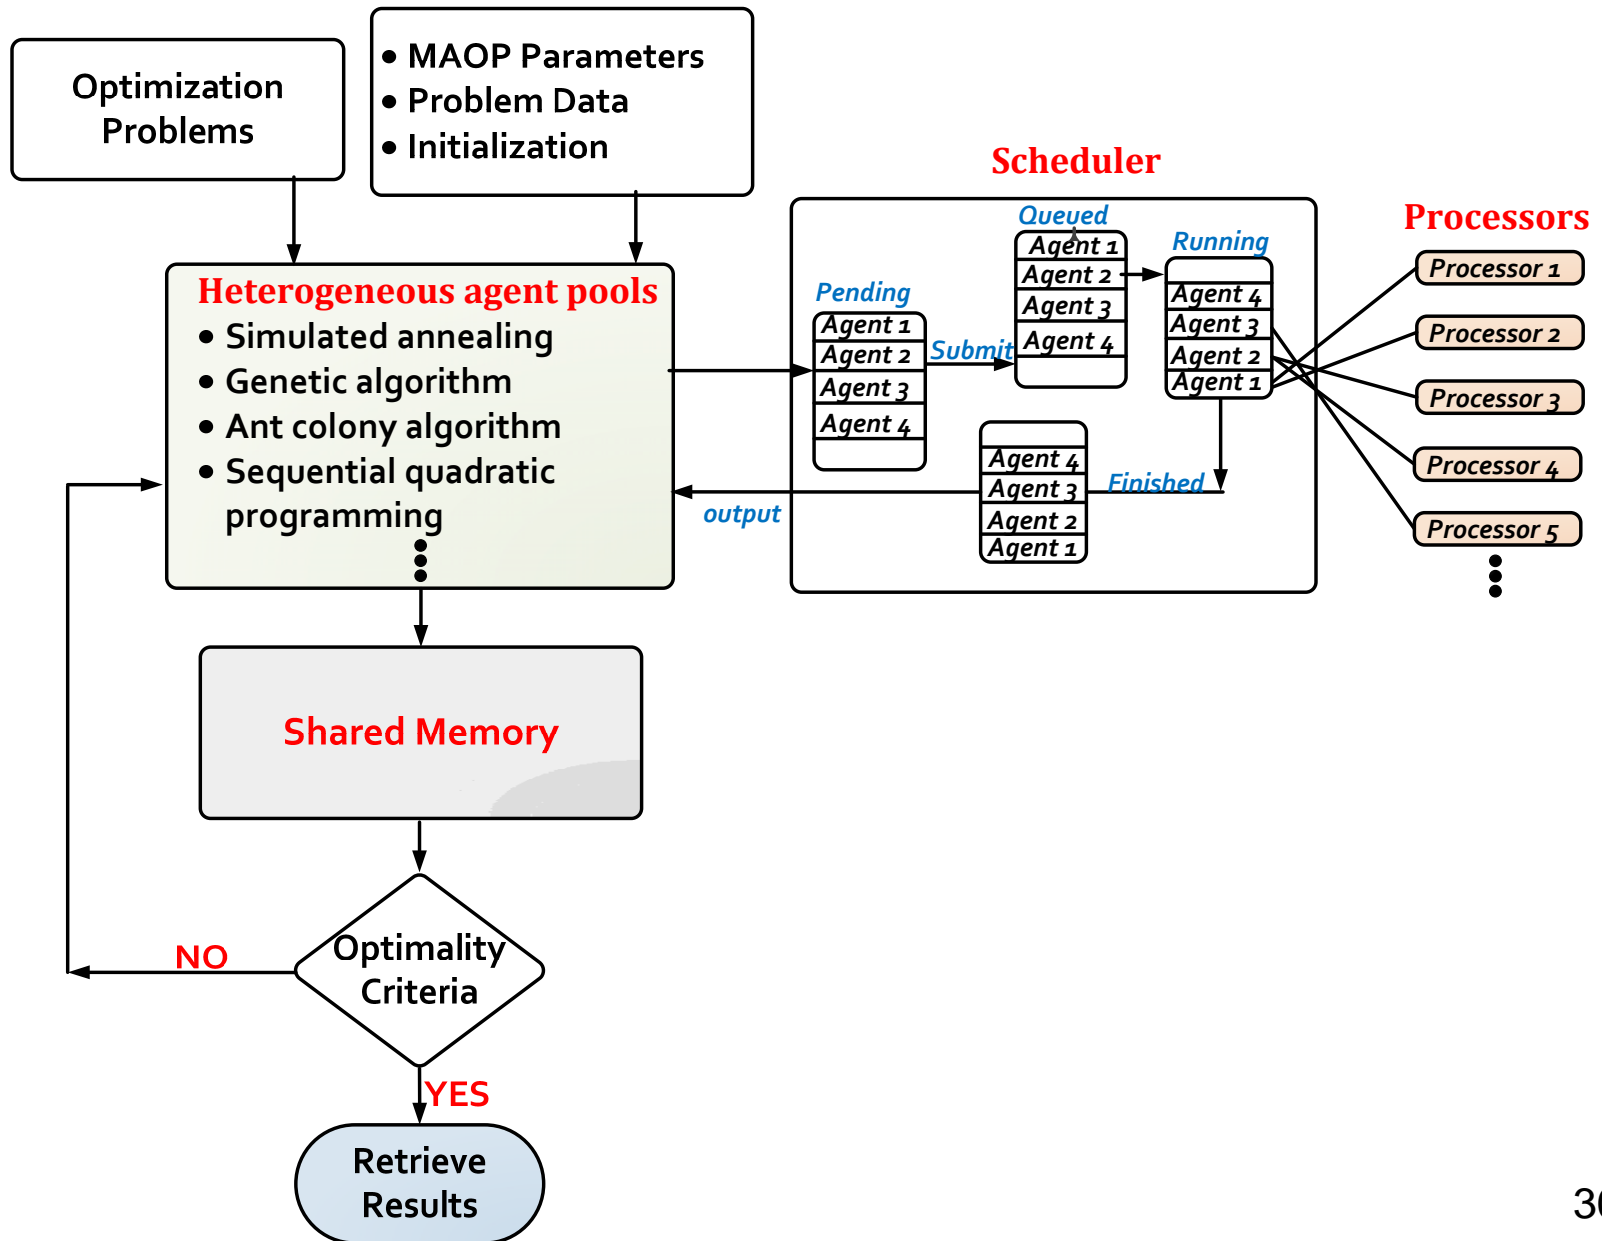 Optimization
Problems
• MAOP Parameters
• Problem Data
• Initialization
Scheduler
Processors
Heterogeneous agent pools
• Simulated annealing
• Genetic algorithm
• Ant colony algorithm
• Sequential quadratic
programming
Pending
Agent 1
Agent 2
Agent 3
Agent 4
Submit
Queued
Agent 1
Agent 2
Agent 3
Agent 4
Running
Agent 4
Agent 3
Agent 2
Agent 1
Finished
Agent 4
Agent 3
Agent 2
Agent 1
output
Processor 1
Processor 2
Processor 3
Processor 4
Processor 5
Shared Memory
Optimality
Criteria
NO
YES
Retrieve
Results